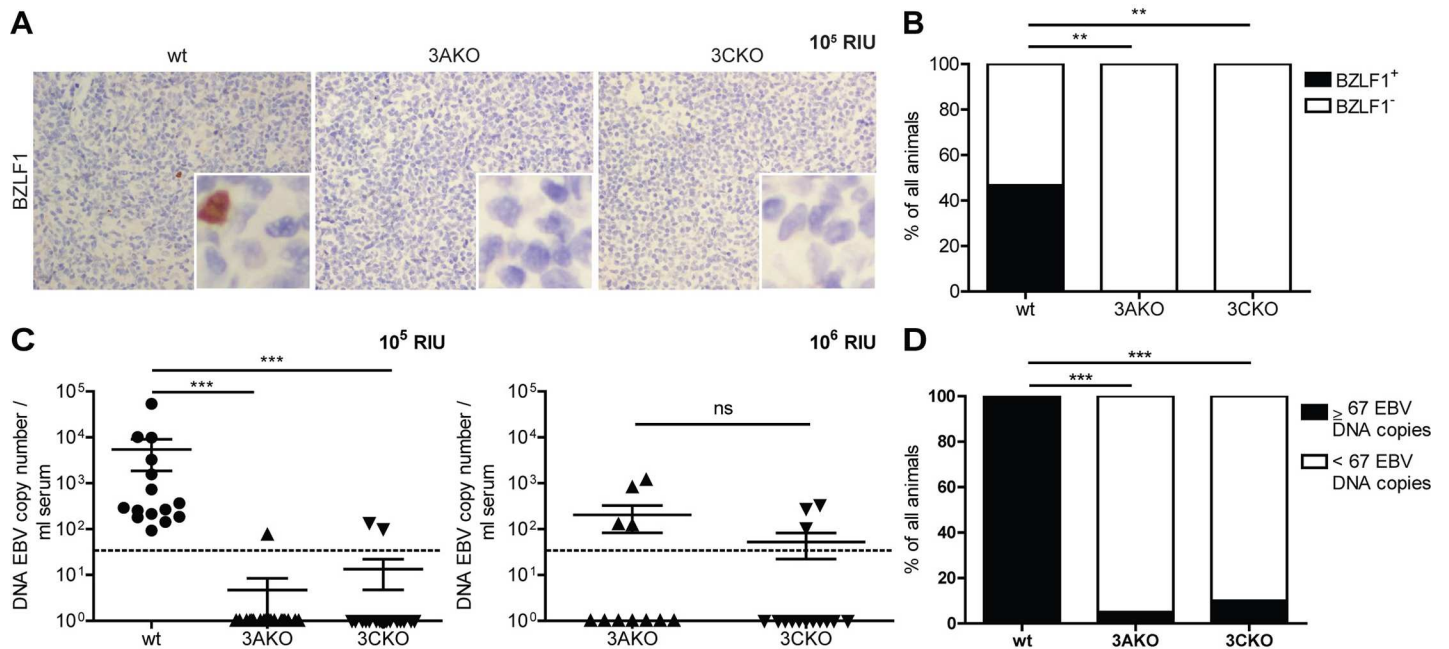 A
10⁵ RIU
wt
3AKO
3CKO
BZLF1
B
**
**
% of all animals
100
80
60
40
20
0
wt
3AKO
3CKO
BZLF1⁺
BZLF1⁻
C
10⁵ RIU
***
***
DNA EBV copy number /
ml serum
10⁵
10⁴
10³
10²
10¹
10⁰
wt
3AKO
3CKO
10⁶ RIU
ns
DNA EBV copy number /
ml serum
10⁵
10⁴
10³
10²
10¹
10⁰
3AKO
3CKO
D
***
***
% of all animals
100
80
60
40
20
0
wt
3AKO
3CKO
≥ 67 EBV
DNA copies
< 67 EBV
DNA copies